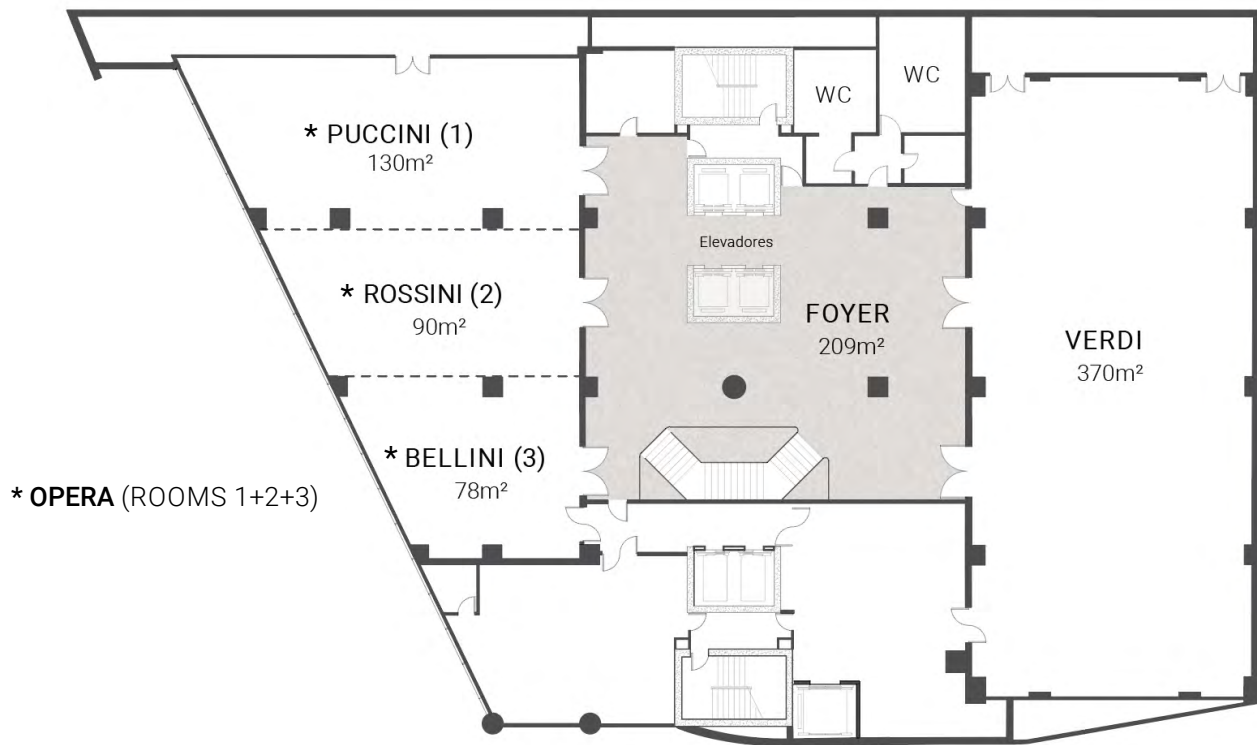 WC
WC
* PUCCINI (1)
130m²
Elevadores
* ROSSINI (2)
90m²
FOYER
209m²
VERDI
370m²
* BELLINI (3)
78m²
* OPERA (ROOMS 1+2+3)